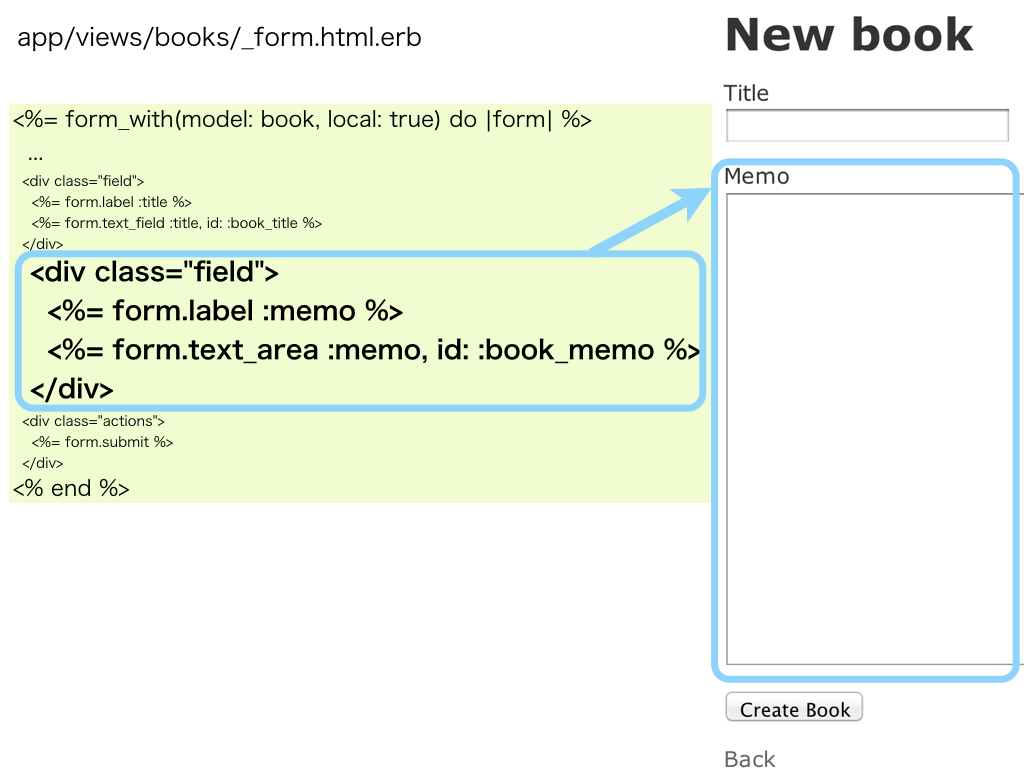 app/views/books/_form.html.erb
<%= form_with(model: book, local: true) do |form| %>
...
<div class="field">
<%= form.label :title %>
<%= form.text_field :title, id: :book_title %>
</div>
<div class="field">
<%= form.label :memo %>
<%= form.text_area :memo, id: :book_memo %>
</div>
<div class="actions">
<%= form.submit %>
</div>
<% end %>
New book
Title
Memo
Create Book
Back